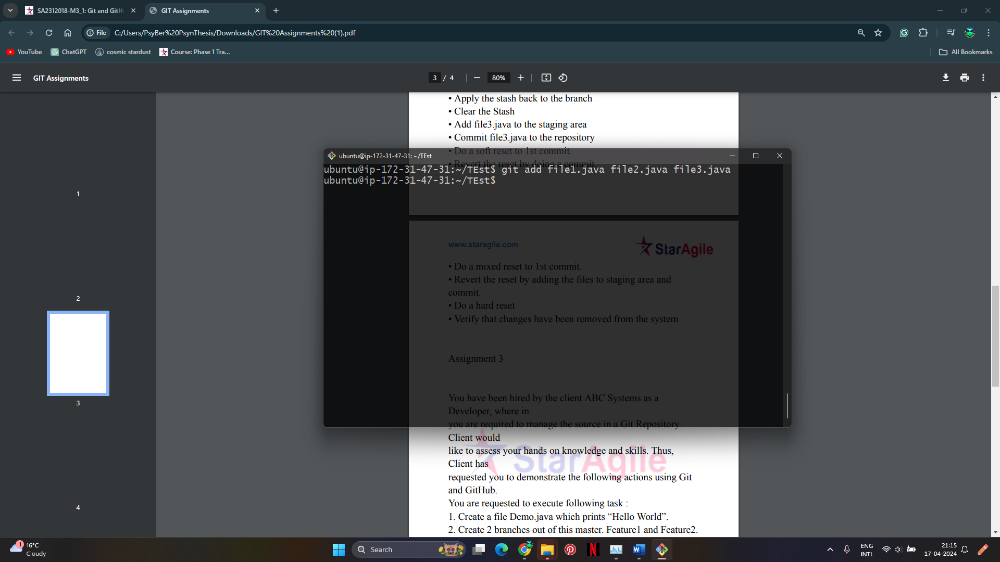 SA2312018-M3_1: Git and GitH
GIT Assignments
File
C:/Users/PsyBer%20PsynThesis/Downloads/GIT%20Assignments%20(1).pdf
YouTube
ChatGPT
cosmic stardust
Course: Phase 1 Tra...
All Bookmarks
GIT Assignments
3 / 4
80%
1
2
3
4
• Apply the stash back to the branch
• Clear the Stash
• Add file3.java to the staging area
• Commit file3.java to the repository
• Do a soft reset to 1st commit.
• Revert the reset by doing a commit.
ubuntu@ip-172-31-47-31: ~/TEst
ubuntu@ip-172-31-47-31:~/TEst$ git add file1.java file2.java file3.java
ubuntu@ip-172-31-47-31:~/TEst$
www.staragile.com
StarAgile
• Do a mixed reset to 1st commit.
• Revert the reset by adding the files to staging area and
commit.
• Do a hard reset
• Verify that changes have been removed from the system
Assignment 3
You have been hired by the client ABC Systems as a
Developer, where in
you are required to manage the source in a Git Repository.
Client would
like to assess your hands on knowledge and skills. Thus,
Client has
requested you to demonstrate the following actions using Git
and GitHub.
You are requested to execute following task :
1. Create a file Demo.java which prints “Hello World”.
2. Create 2 branches out of this master. Feature1 and Feature2.
StarAgile
1
16°C
Cloudy
Search
ENG
INTL
21:15
17-04-2024